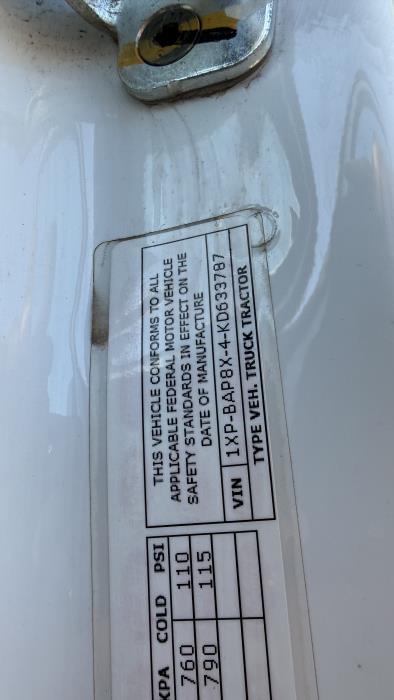 THIS VEHICLE CONFORMS TO ALL
APPLICABLE FEDERAL MOTOR VEHICLE
SAFETY STANDARDS IN EFFECT ON THE
DATE OF MANUFACTURE
VIN 1XP-BAP8X-4-KD633787
TYPE VEH. TRUCK TRACTOR
KPA COLD PSI
760 110
790 115